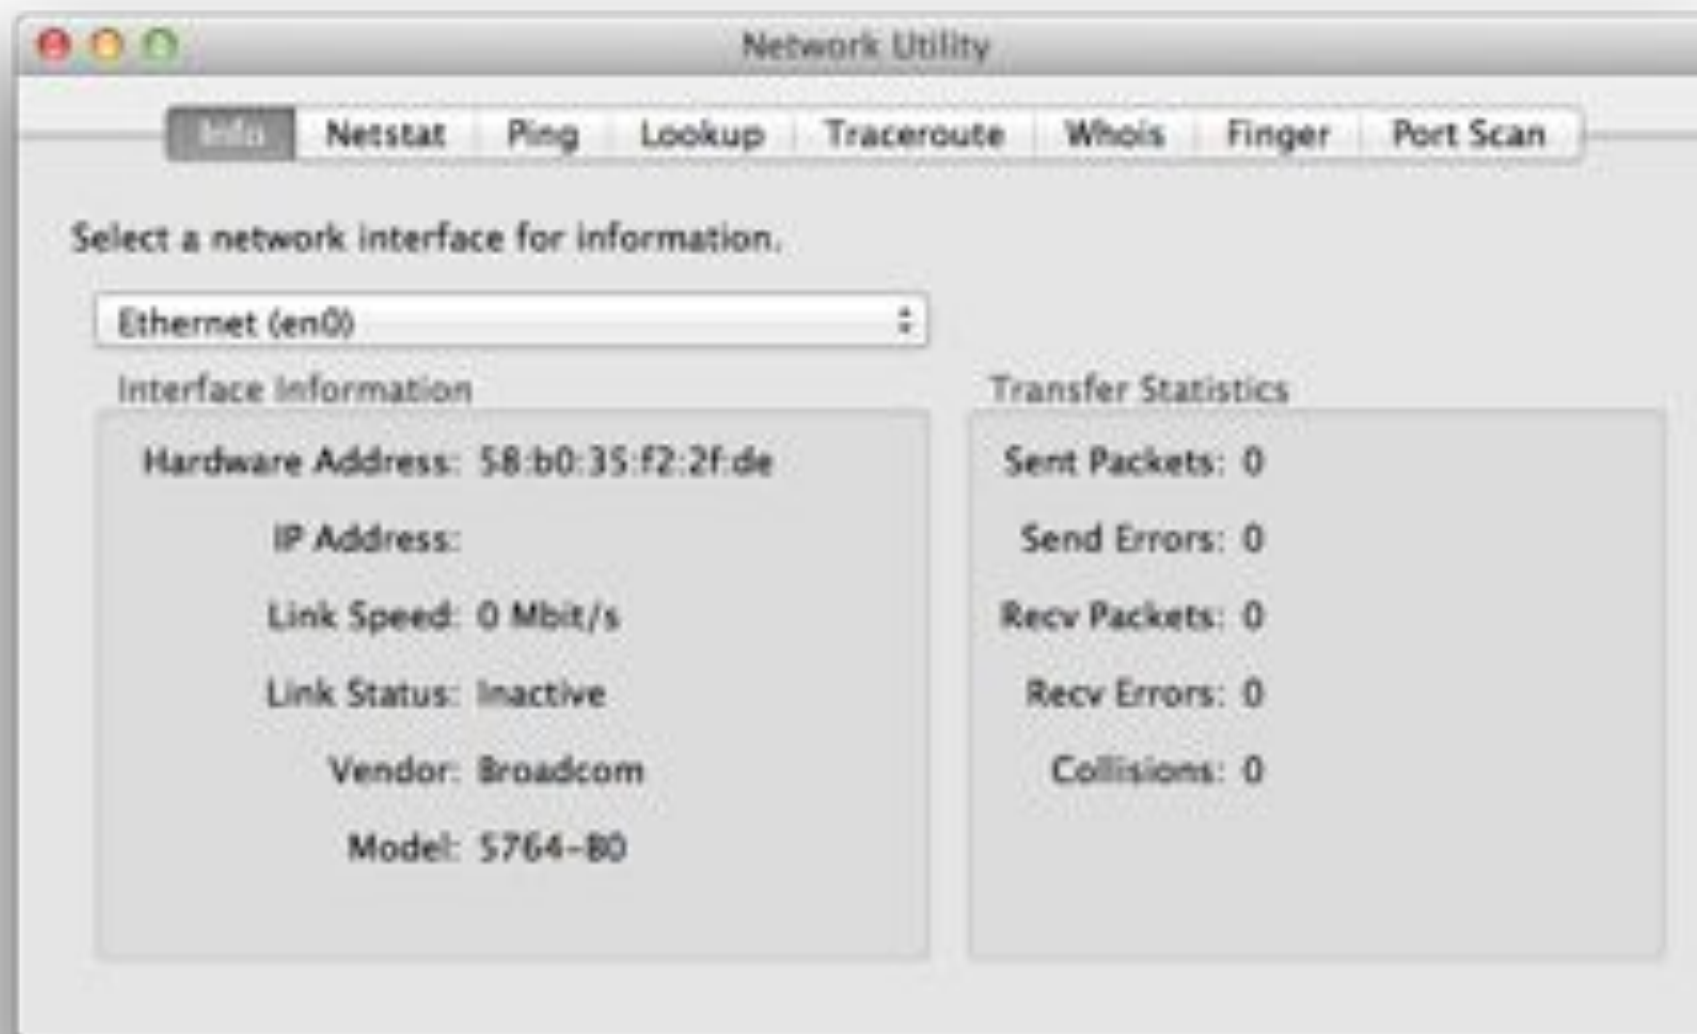 Network Utility
Info Netstat Ping Lookup Traceroute Whois Finger Port Scan
Select a network interface for information.
Ethernet (en0)
Interface Information
Hardware Address: 58:b0:35:f2:2f:de
IP Address:
Link Speed: 0 Mbit/s
Link Status: Inactive
Vendor: Broadcom
Model: 5764-B0
Transfer Statistics
Sent Packets: 0
Send Errors: 0
Recv Packets: 0
Recv Errors: 0
Collisions: 0